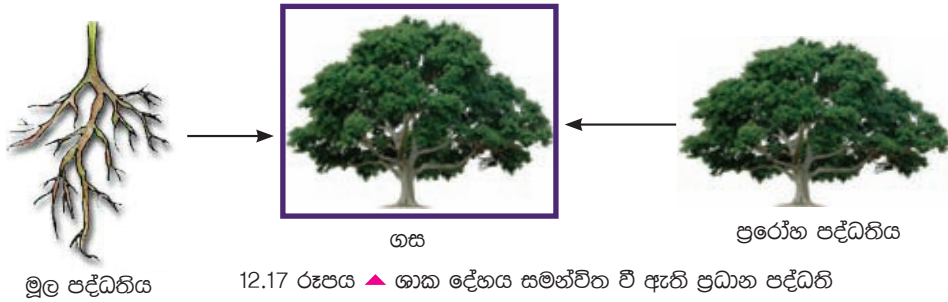 ගස
ප්‍රරෝහ පද්ධතිය
මූල පද්ධතිය
12.17 රූපය ▲ ශාක දේහය සමන්විත වී ඇති ප්‍රධාන පද්ධති